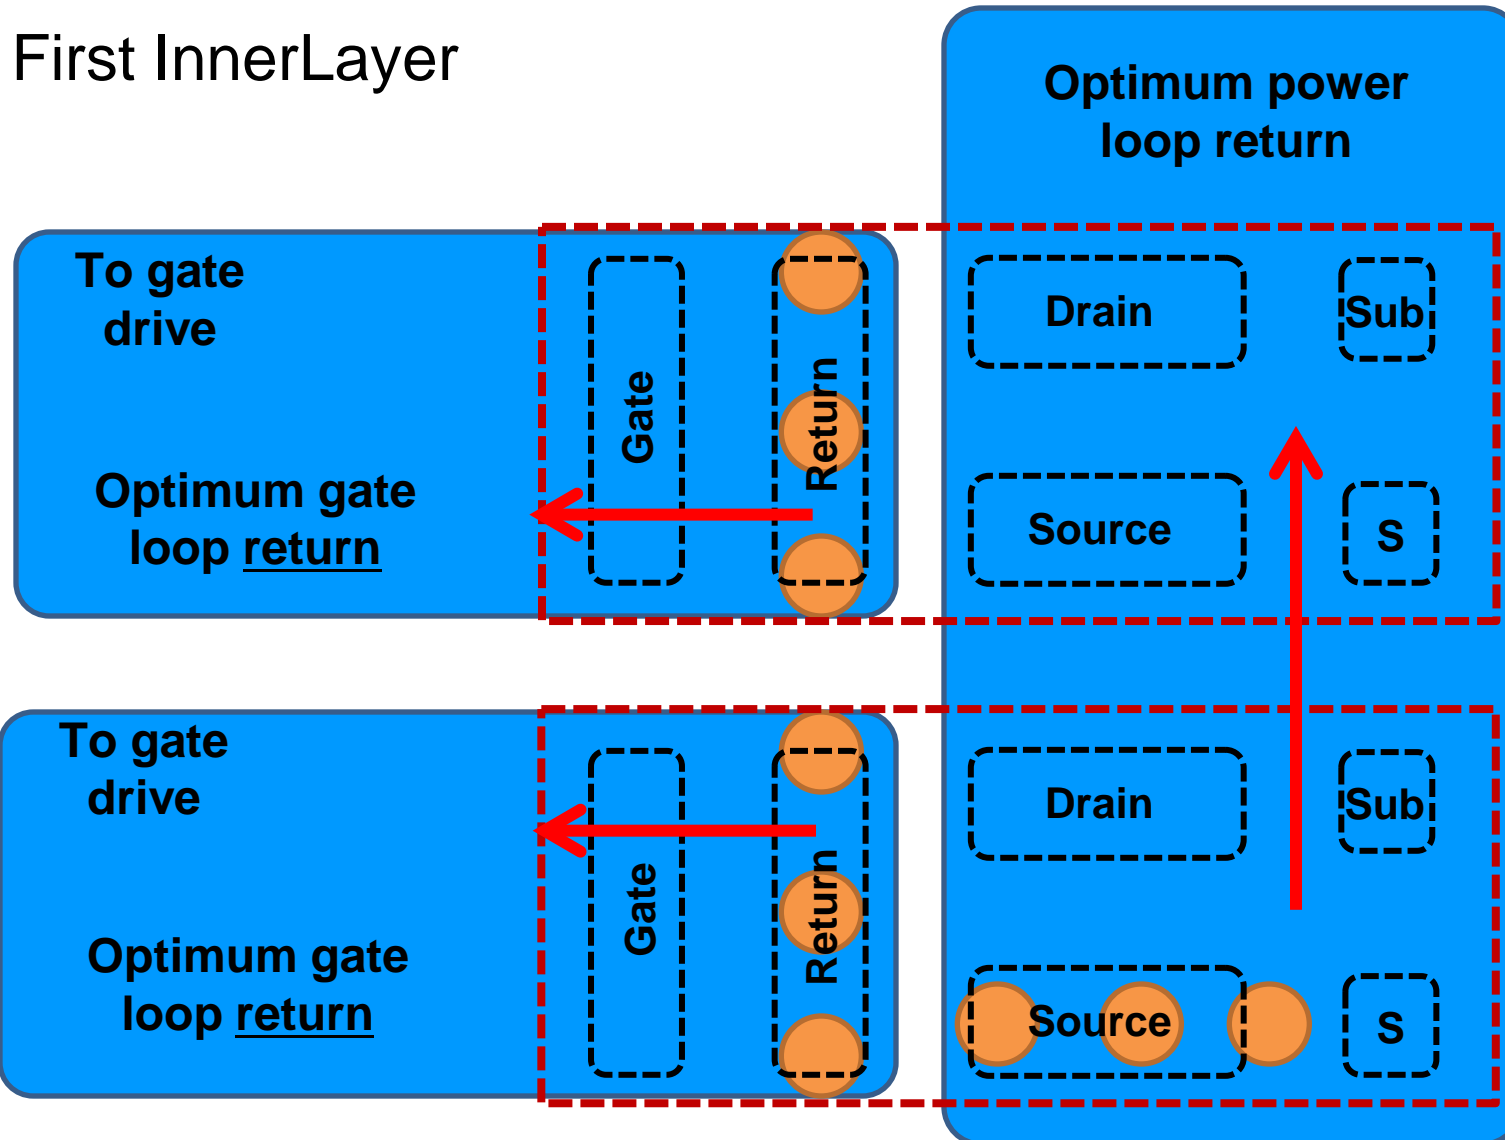 First InnerLayer
Optimum power
loop return
To gate
drive
Optimum gate
loop return
Gate
Return
Drain
Sub
Source
S
To gate
drive
Optimum gate
loop return
Gate
Return
Drain
Sub
Source
S